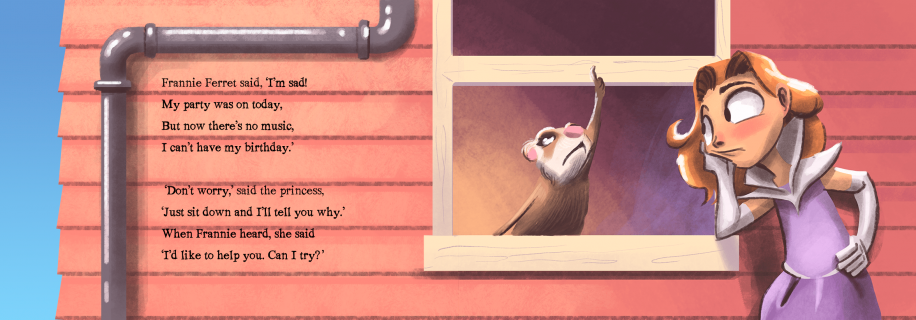 Frannie Ferret said, ‘I’m sad!
My party was on today,
But now there’s no music,
I can’t have my birthday.’
‘Don’t worry,’ said the princess,
‘Just sit down and I’ll tell you why.’
When Frannie heard, she said
‘I’d like to help you. Can I try?’